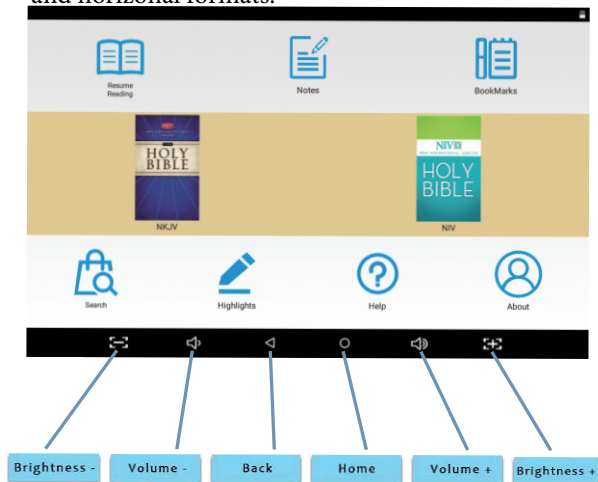 and horizonal formats.
Resume
Reading
Notes
BookMarks
HOLY
BIBLE
NIV
HOLY
BIBLE
NKJV
NIV
Search
Highlights
Help
About
Brightness -
Volume -
Back
Home
Volume +
Brightness +